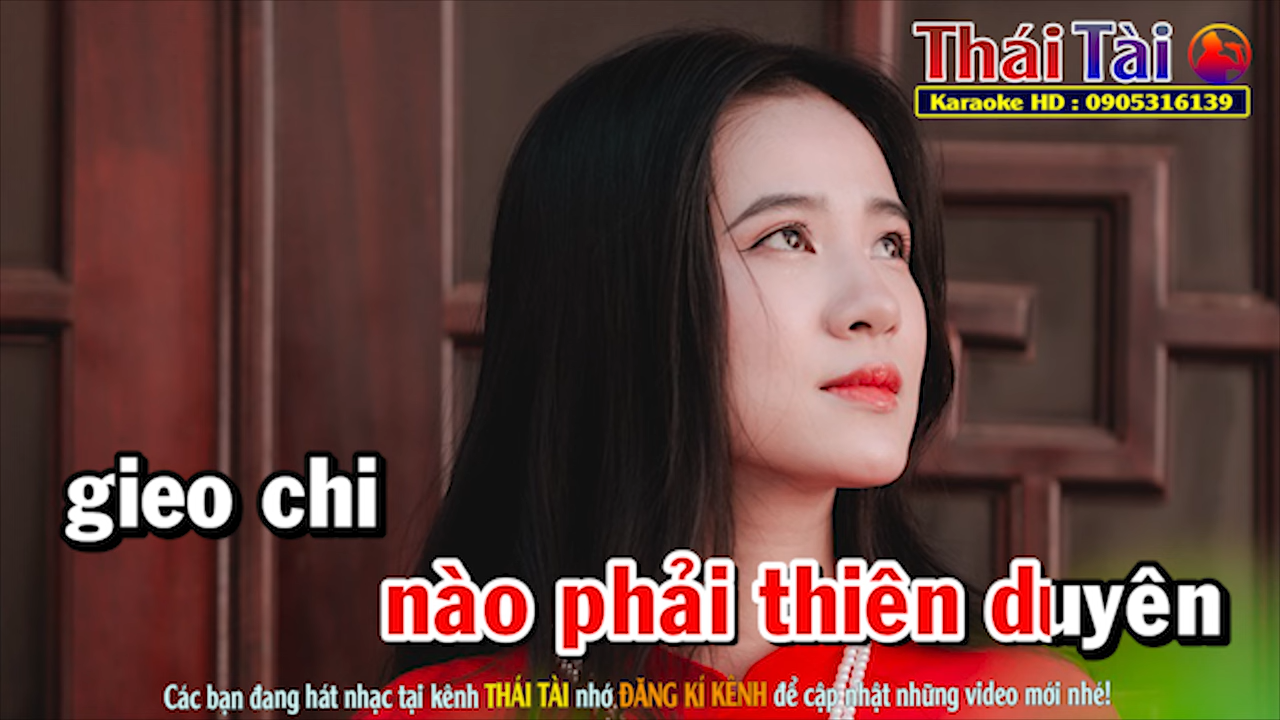 Thái Tài
Karaoke HD : 0905316139
gieo chi
nào phải thiên duyên
Các bạn đang hát nhạc tại kênh THÁI TÀI nhớ ĐĂNG KÍ KÊNH để cập nhật những video mới nhé!